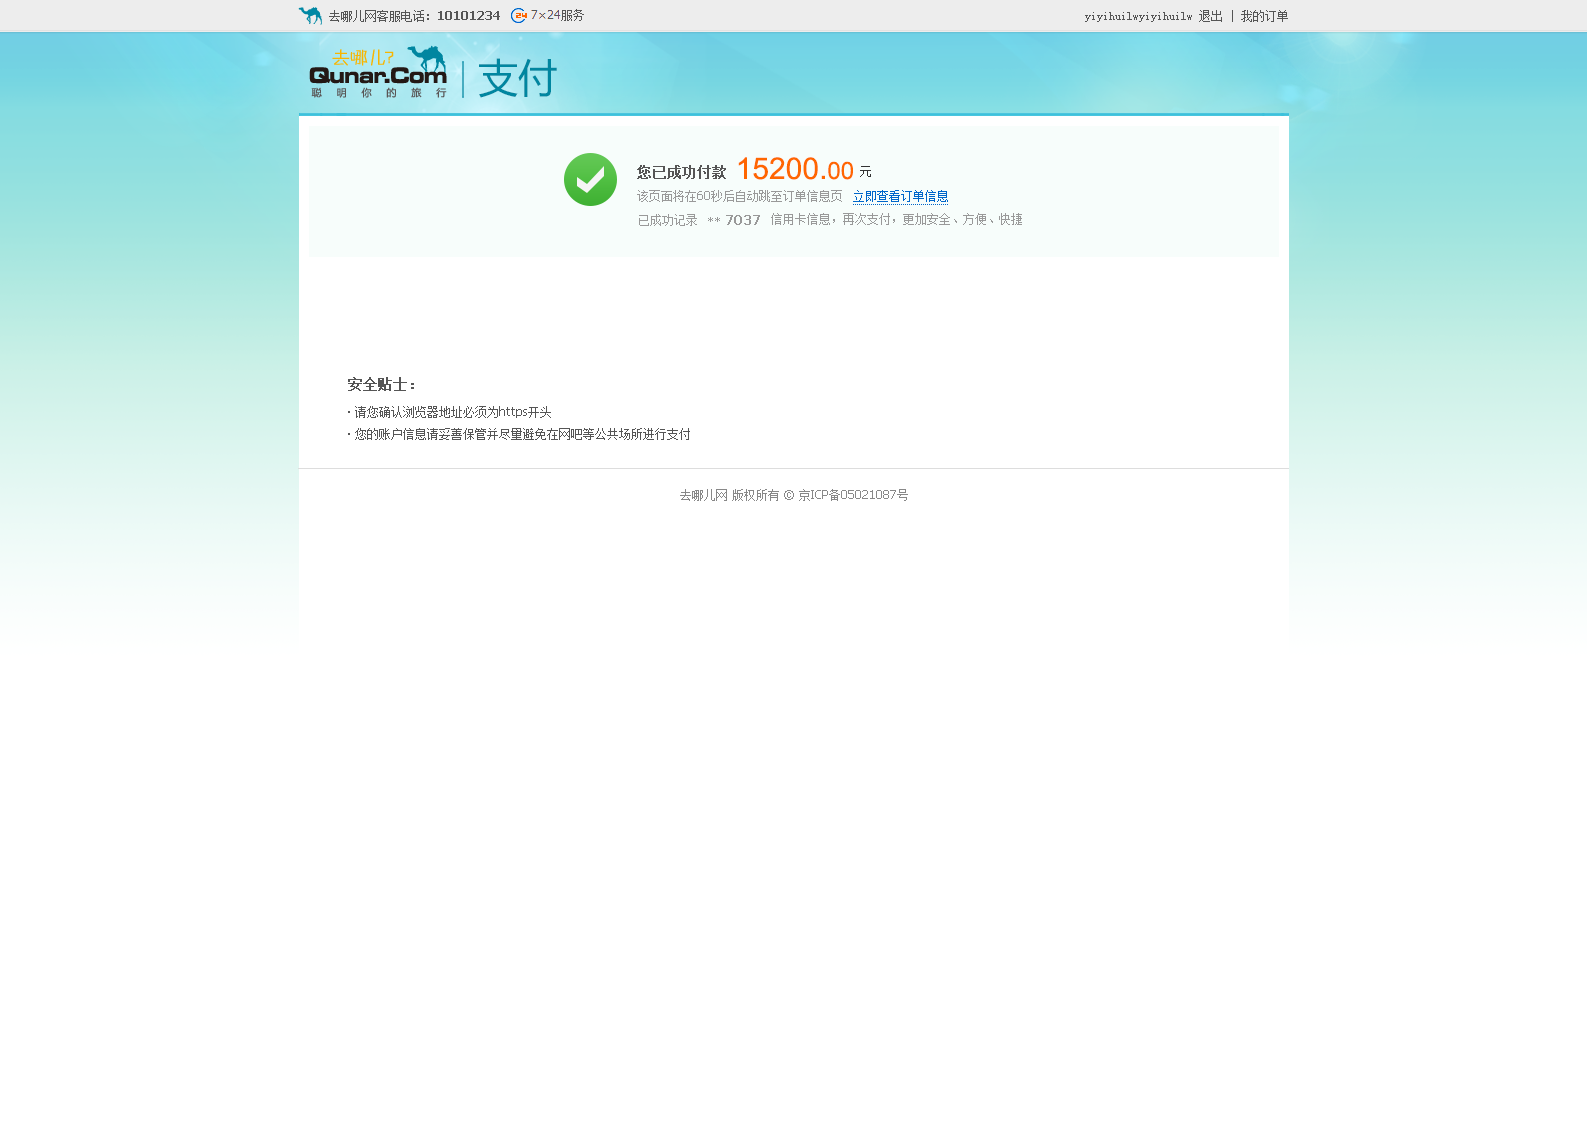 去哪儿网客服电话：10101234 24 7×24服务
yiyihuilwyiyihuilw 退出 | 我的订单
去哪儿?
Qunar.Com
聪明你的旅行
支付
您已成功付款 15200.00 元
该页面将在60秒后自动跳至订单信息页 立即查看订单信息
已成功记录 ** 7037 信用卡信息，再次支付，更加安全、方便、快捷
安全贴士：
· 请您确认浏览器地址必须为https开头
· 您的账户信息请妥善保管并尽量避免在网吧等公共场所进行支付
去哪儿网 版权所有 © 京ICP备05021087号